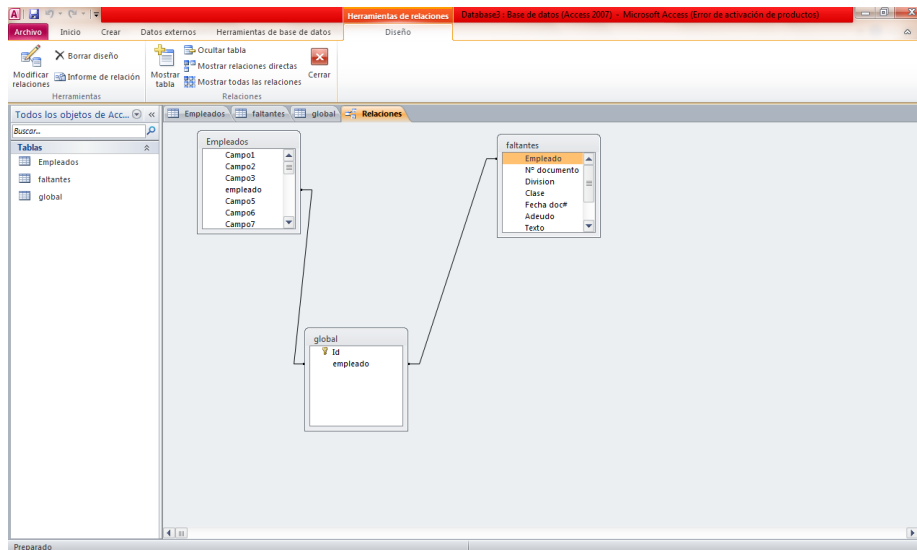 Herramientas de relaciones
Database3 : Base de datos (Access 2007) - Microsoft Access (Error de activación de productos)
Archivo Inicio Crear Datos externos Herramientas de base de datos Diseño
Modificar relaciones
Borrar diseño
Informe de relación
Herramientas
Mostrar tabla
Ocultar tabla
Mostrar relaciones directas
Mostrar todas las relaciones
Cerrar
Relaciones
Todos los objetos de Acc...
Buscar...
Tablas
Empleados
faltantes
global
Empleados faltantes global Relaciones
Empleados
Campo1
Campo2
Campo3
empleado
Campo5
Campo6
Campo7
faltantes
Empleado
Nº documento
Division
Clase
Fecha doc#
Adeudo
Texto
global
Id
empleado
Preparado